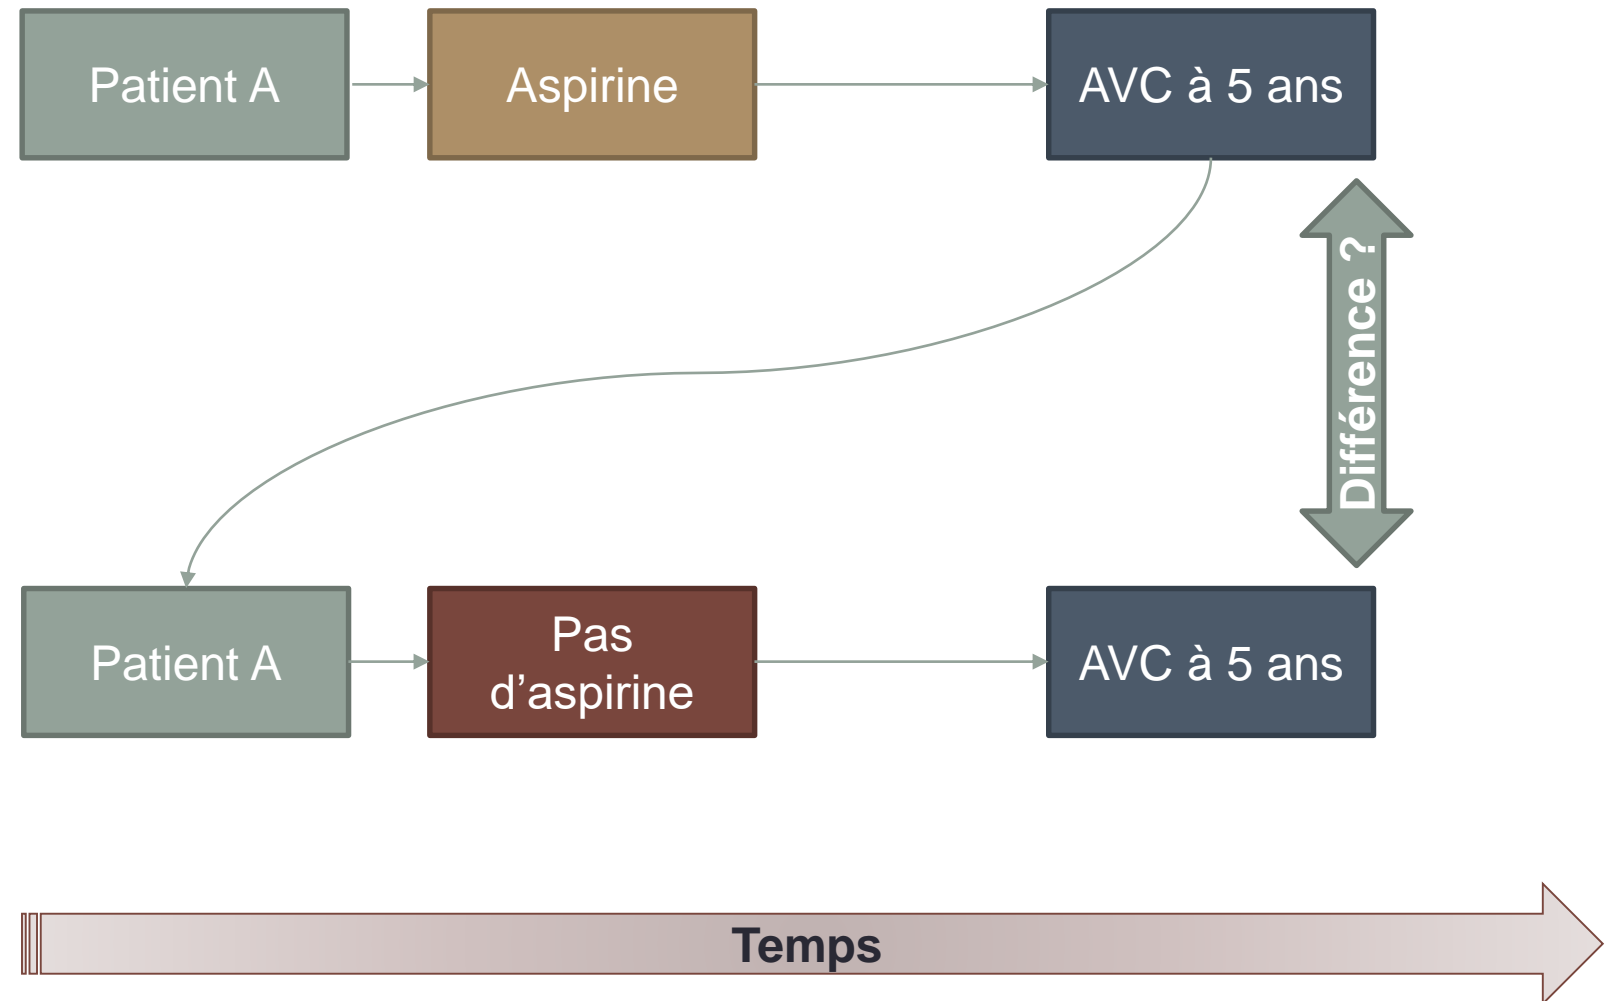 Patient A
Aspirine
AVC à 5 ans
Différence ?
Patient A
Pas
d’aspirine
AVC à 5 ans
Temps